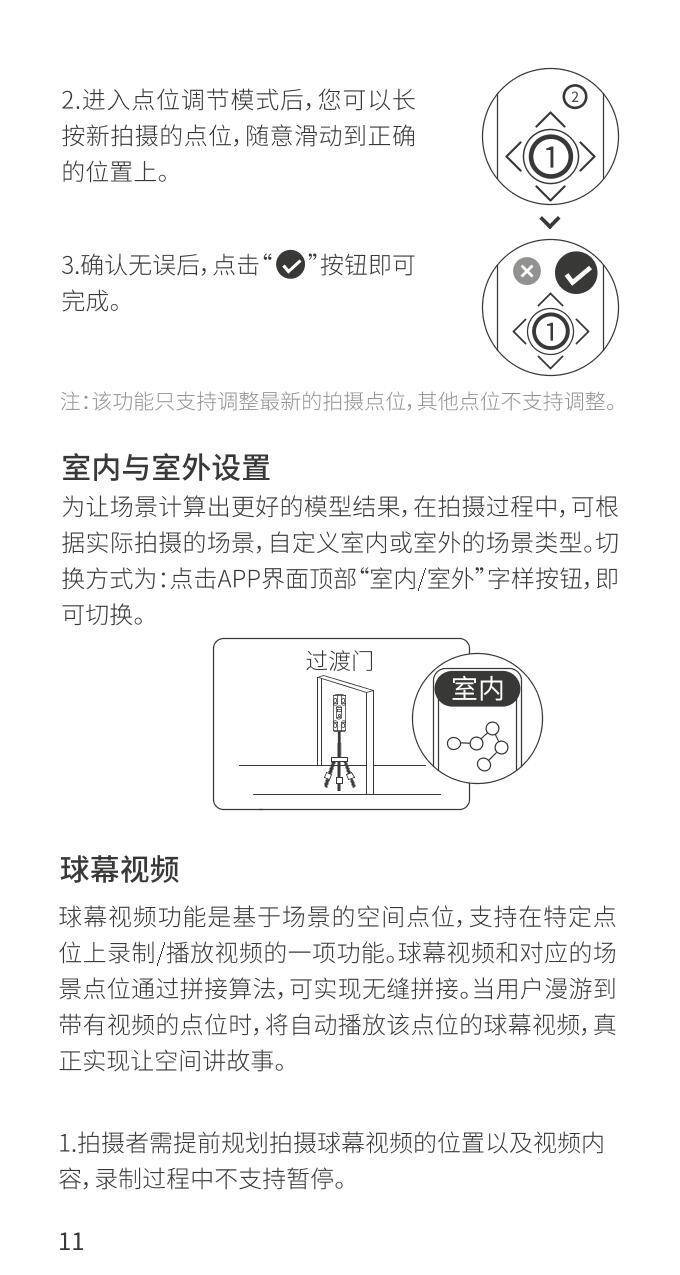 2.进入点位调节模式后，您可以长
按新拍摄的点位，随意滑动到正确
的位置上。
2
1
3.确认无误后，点击“✔”按钮即可
完成。
1
注：该功能只支持调整最新的拍摄点位，其他点位不支持调整。
室内与室外设置
为让场景计算出更好的模型结果，在拍摄过程中，可根
据实际拍摄的场景，自定义室内或室外的场景类型。切
换方式为：点击APP界面顶部“室内/室外”字样按钮，即
可切换。
过渡门
室内
球幕视频
球幕视频功能是基于场景的空间点位，支持在特定点
位上录制/播放视频的一项功能。球幕视频和对应的场
景点位通过拼接算法，可实现无缝拼接。当用户漫游到
带有视频的点位时，将自动播放该点位的球幕视频，真
正实现让空间讲故事。
1.拍摄者需提前规划拍摄球幕视频的位置以及视频内
容，录制过程中不支持暂停。
11